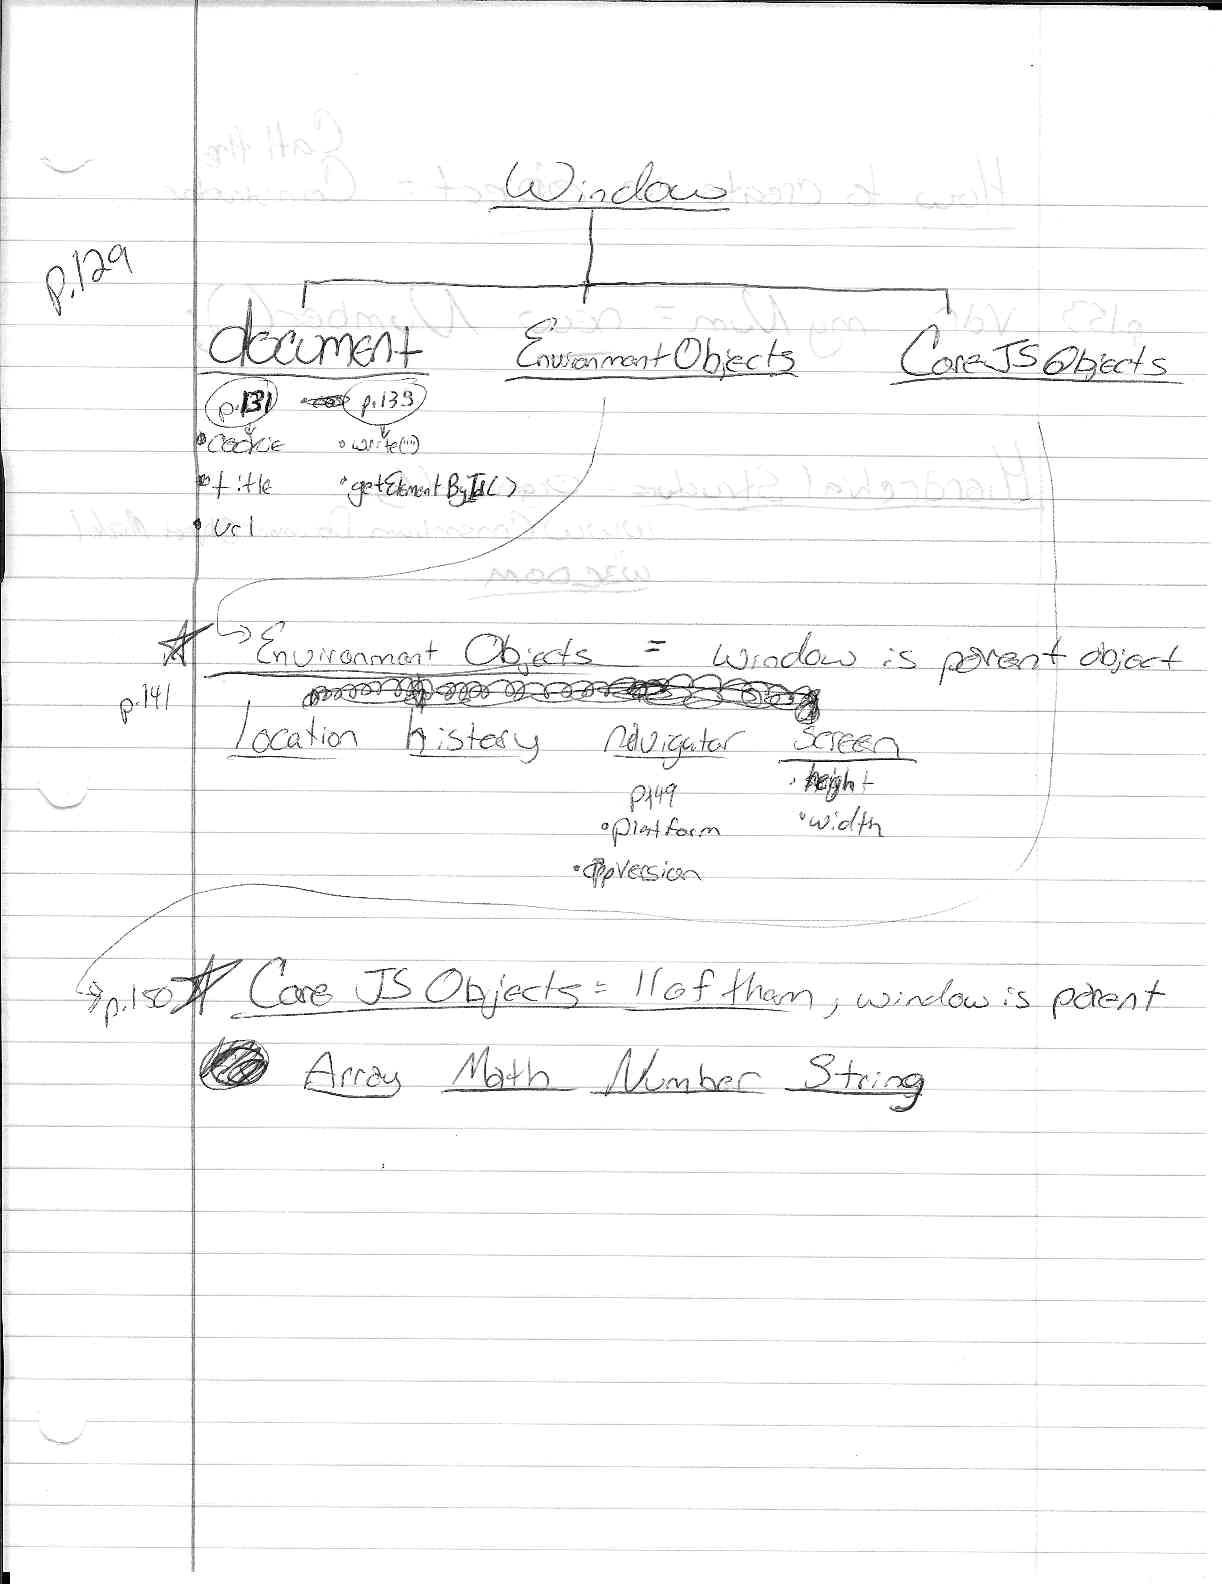 Window
p.129
document Environment Objects Core JS Objects
p.131 p.133
• cookie • write("")
• title • getElementById()
• url
Environment Objects = window is parent object
p.141
location history navigator screen
p149 • height
• platform • width
• appVersion
p.150 Core JS Objects = 11 of tham, window is parent
Array Math Number String